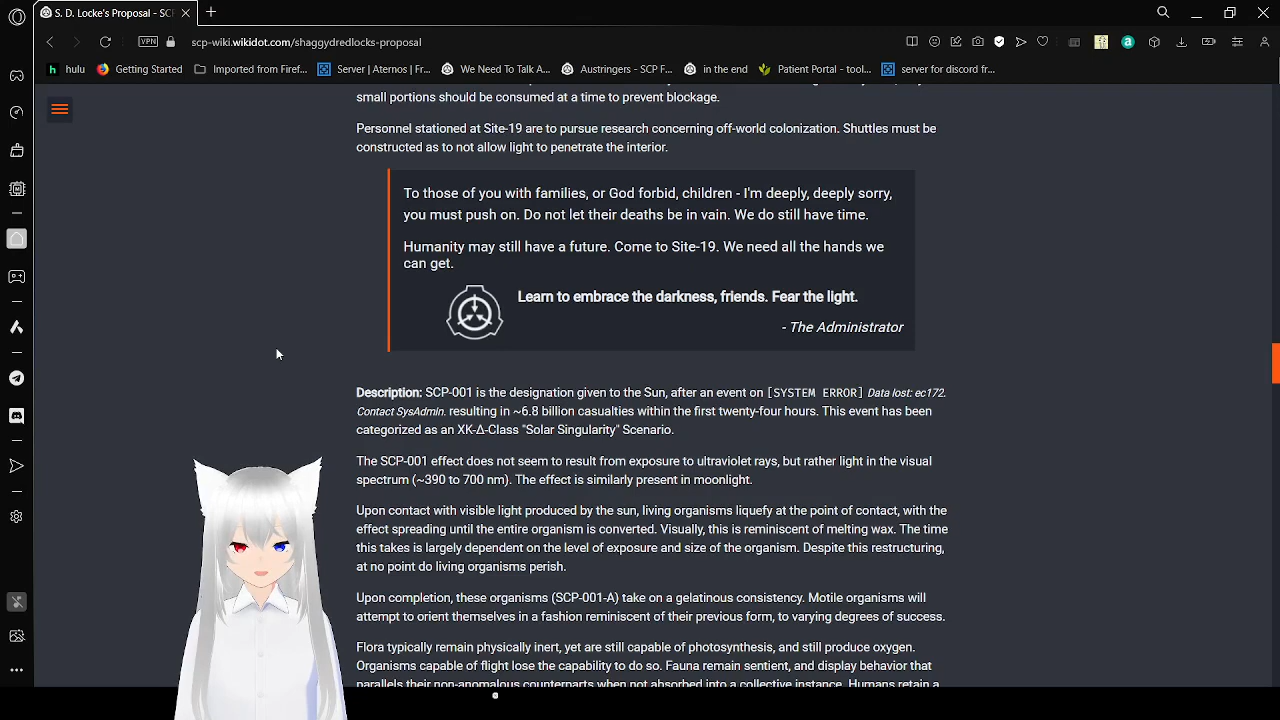 S. D. Locke's Proposal - SCP
scp-wiki.wikidot.com/shaggydredlocks-proposal
VPN
hulu
Getting Started
Imported from Firef...
Server | Aternos | Fr...
We Need To Talk A...
Austringers - SCP F...
in the end
Patient Portal - tool...
server for discord fr...
small portions should be consumed at a time to prevent blockage.
Personnel stationed at Site-19 are to pursue research concerning off-world colonization. Shuttles must be
constructed as to not allow light to penetrate the interior.
To those of you with families, or God forbid, children - I'm deeply, deeply sorry,
you must push on. Do not let their deaths be in vain. We do still have time.
Humanity may still have a future. Come to Site-19. We need all the hands we
can get.
Learn to embrace the darkness, friends. Fear the light.
- The Administrator
Description: SCP-001 is the designation given to the Sun, after an event on [SYSTEM ERROR] Data lost: ec172.
Contact SysAdmin. resulting in ~6.8 billion casualties within the first twenty-four hours. This event has been
categorized as an XK-Δ-Class "Solar Singularity" Scenario.
The SCP-001 effect does not seem to result from exposure to ultraviolet rays, but rather light in the visual
spectrum (~390 to 700 nm). The effect is similarly present in moonlight.
Upon contact with visible light produced by the sun, living organisms liquefy at the point of contact, with the
effect spreading until the entire organism is converted. Visually, this is reminiscent of melting wax. The time
this takes is largely dependent on the level of exposure and size of the organism. Despite this restructuring,
at no point do living organisms perish.
Upon completion, these organisms (SCP-001-A) take on a gelatinous consistency. Motile organisms will
attempt to orient themselves in a fashion reminiscent of their previous form, to varying degrees of success.
Flora typically remain physically inert, yet are still capable of photosynthesis, and still produce oxygen.
Organisms capable of flight lose the capability to do so. Fauna remain sentient, and display behavior that
parallels their non-anomalous counterparts when not absorbed into a collective instance. Humans retain a